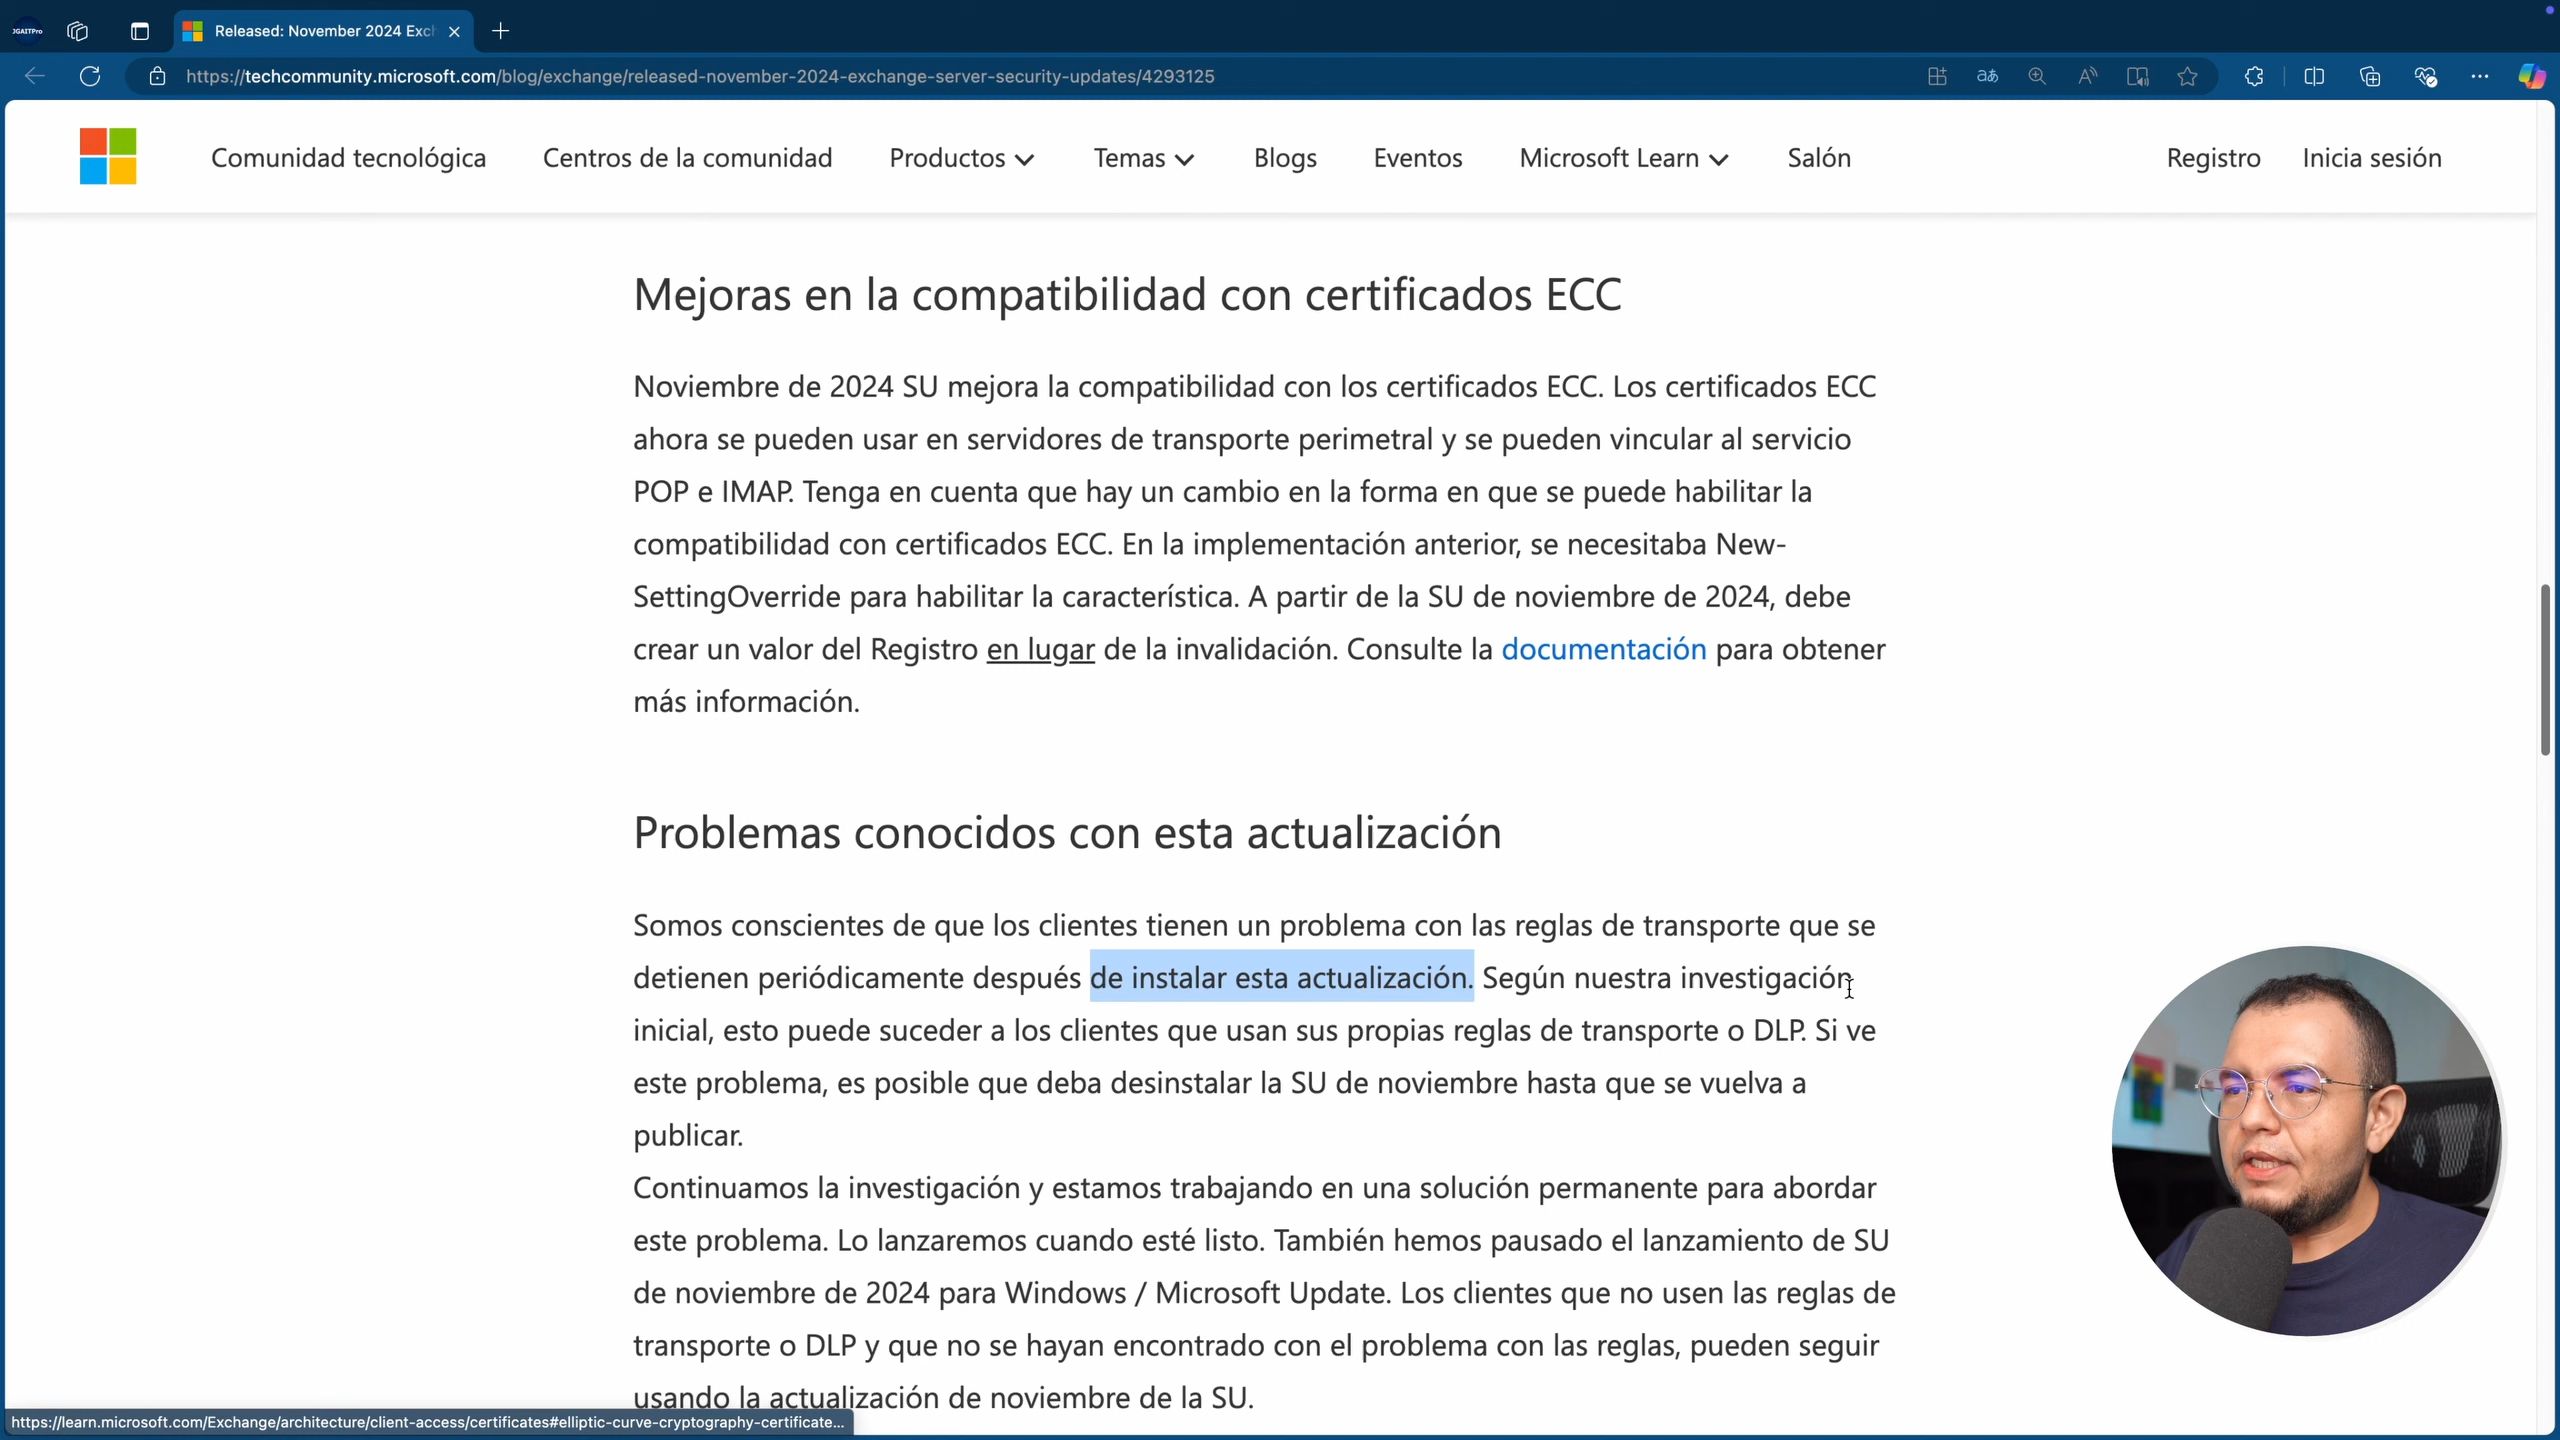 JGAITPro
Released: November 2024 Exch
https://techcommunity.microsoft.com/blog/exchange/released-november-2024-exchange-server-security-updates/4293125
Comunidad tecnológica Centros de la comunidad Productos Temas Blogs Eventos Microsoft Learn Salón Registro Inicia sesión
Mejoras en la compatibilidad con certificados ECC
Noviembre de 2024 SU mejora la compatibilidad con los certificados ECC. Los certificados ECC
ahora se pueden usar en servidores de transporte perimetral y se pueden vincular al servicio
POP e IMAP. Tenga en cuenta que hay un cambio en la forma en que se puede habilitar la
compatibilidad con certificados ECC. En la implementación anterior, se necesitaba New-
SettingOverride para habilitar la característica. A partir de la SU de noviembre de 2024, debe
crear un valor del Registro en lugar de la invalidación. Consulte la documentación para obtener
más información.
Problemas conocidos con esta actualización
Somos conscientes de que los clientes tienen un problema con las reglas de transporte que se
detienen periódicamente después de instalar esta actualización. Según nuestra investigación
inicial, esto puede suceder a los clientes que usan sus propias reglas de transporte o DLP. Si ve
este problema, es posible que deba desinstalar la SU de noviembre hasta que se vuelva a
publicar.
Continuamos la investigación y estamos trabajando en una solución permanente para abordar
este problema. Lo lanzaremos cuando esté listo. También hemos pausado el lanzamiento de SU
de noviembre de 2024 para Windows / Microsoft Update. Los clientes que no usen las reglas de
transporte o DLP y que no se hayan encontrado con el problema con las reglas, pueden seguir
usando la actualización de noviembre de la SU.
https://learn.microsoft.com/Exchange/architecture/client-access/certificates#elliptic-curve-cryptography-certificate...